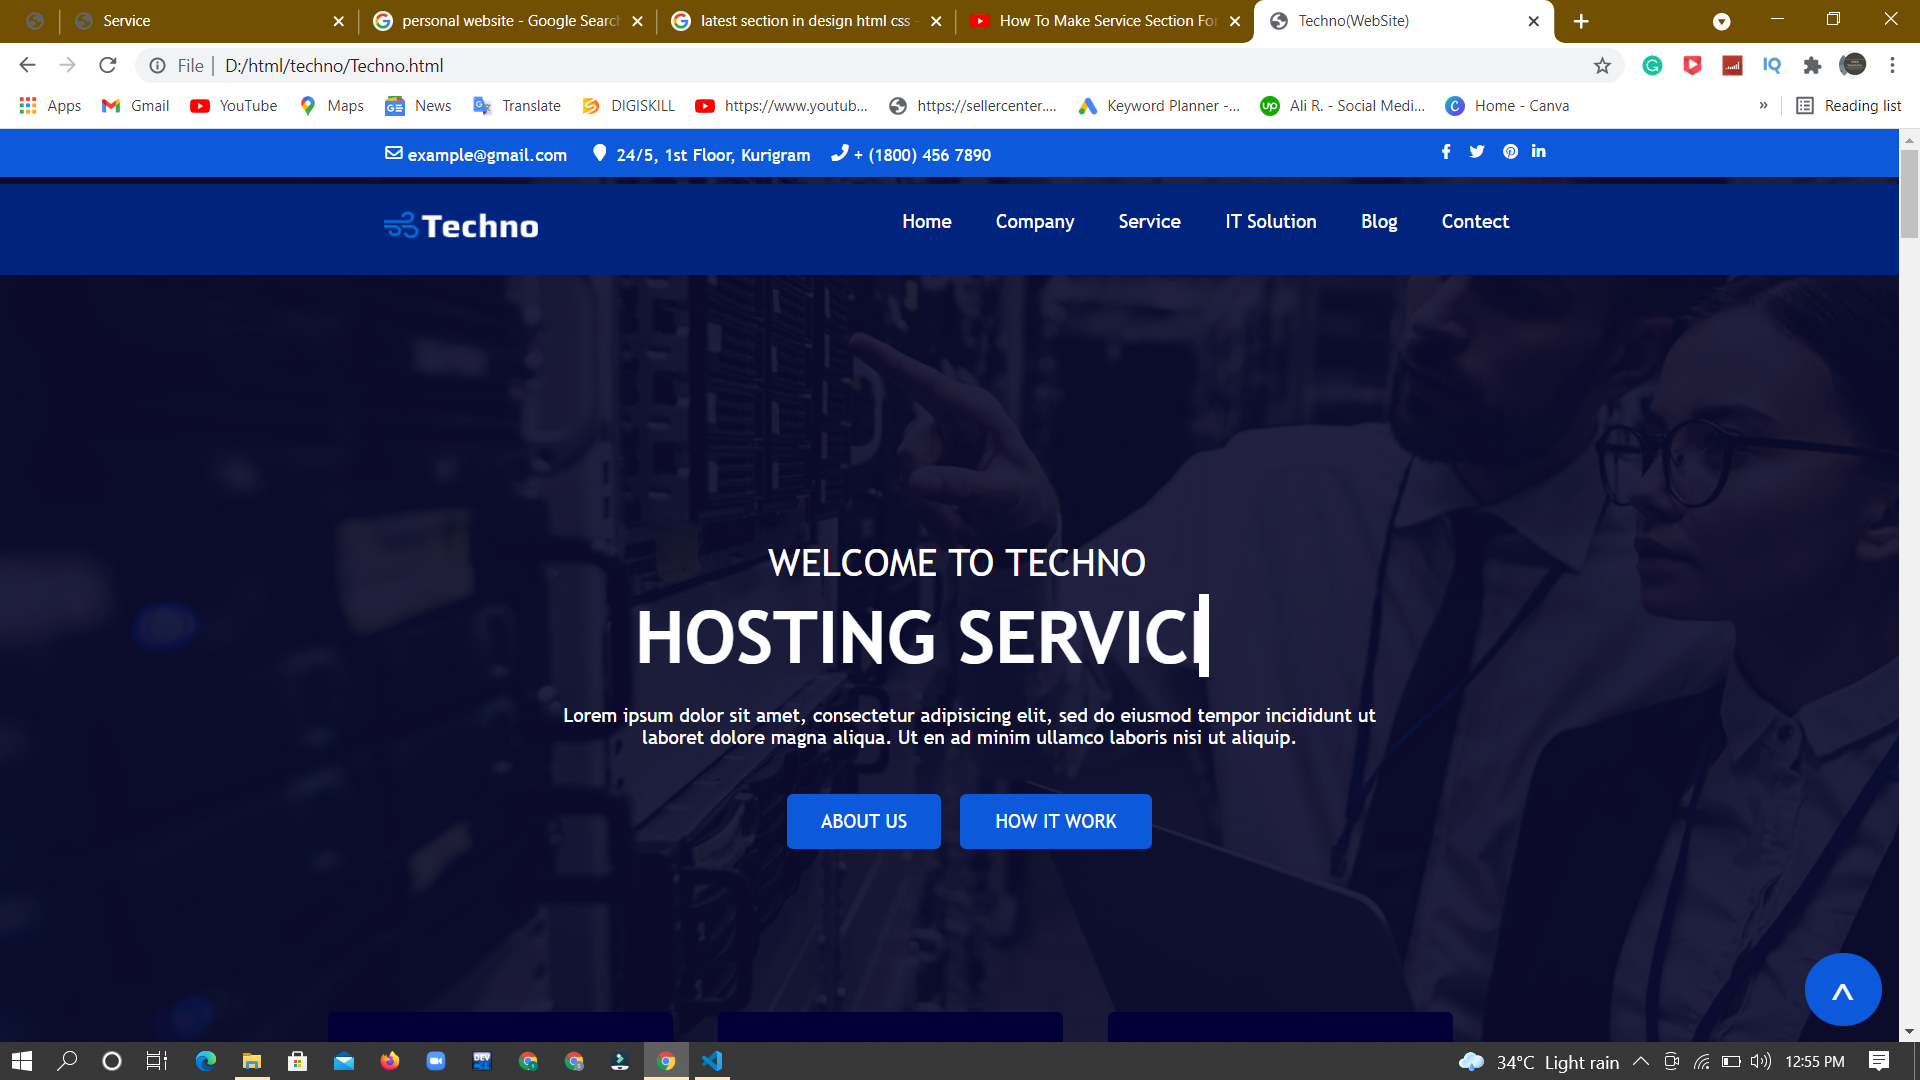 Service
personal website - Google Search
latest section in design html css -
How To Make Service Section For
Techno(WebSite)
File | D:/html/techno/Techno.html
Apps Gmail YouTube Maps News Translate DIGISKILL https://www.youtub... https://sellercenter.... Keyword Planner -... Ali R. - Social Medi... Home - Canva » Reading list
example@gmail.com 24/5, 1st Floor, Kurigram + (1800) 456 7890
Techno
Home Company Service IT Solution Blog Contect
WELCOME TO TECHNO
HOSTING SERVIC
Lorem ipsum dolor sit amet, consectetur adipisicing elit, sed do eiusmod tempor incididunt ut
laboret dolore magna aliqua. Ut en ad minim ullamco laboris nisi ut aliquip.
ABOUT US HOW IT WORK
34°C Light rain 12:55 PM